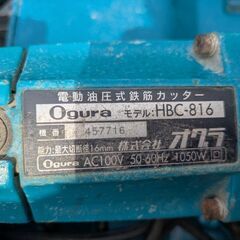 電動油圧式鉄筋カッター
Ogura モデル:HBC-816
機番 457716
能力:最大切断径16mm 株式会社オグラ
Ogura AC100V 50-60Hz 1050W